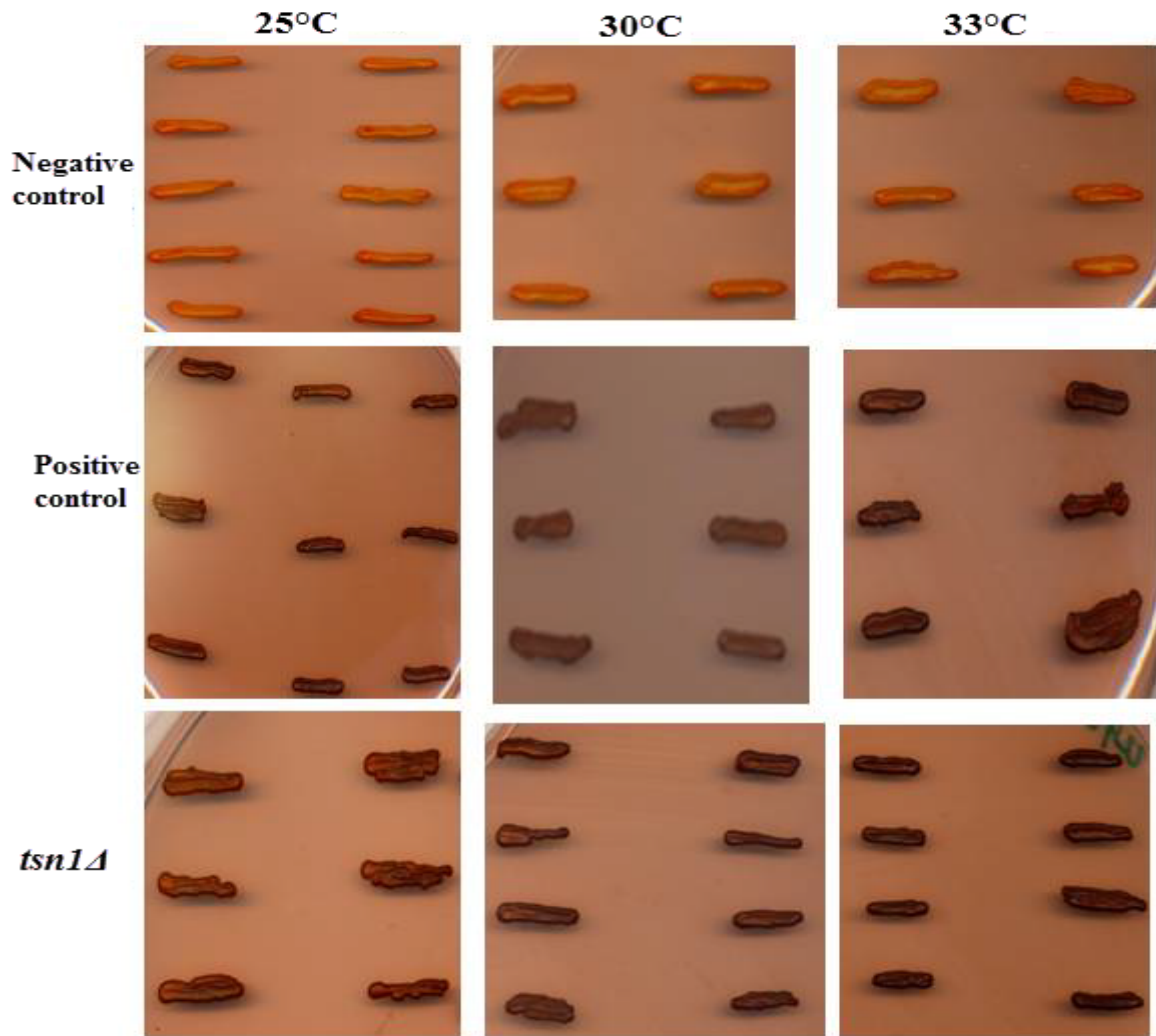 25°C
30°C
33°C
Negative
control
Positive
control
tsn1Δ